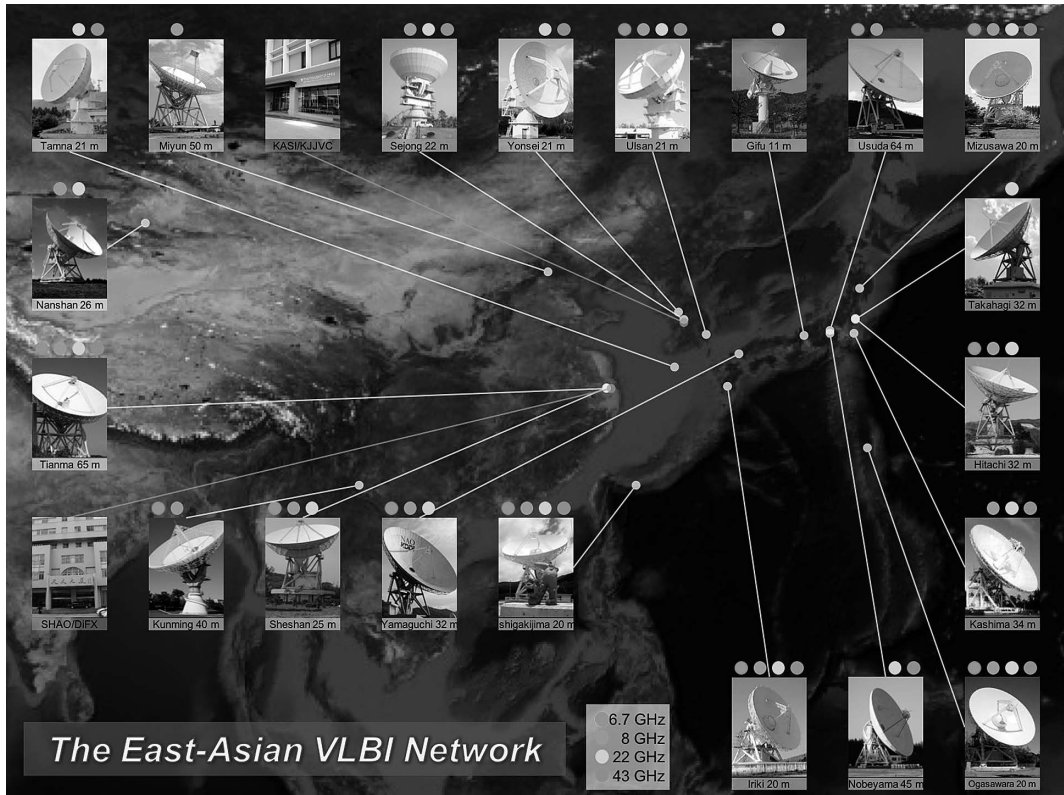 Tamna 21 m
Miyun 50 m
KASI/KJJVC
Sejong 22 m
Yonsei 21 m
Ulsan 21 m
Gifu 11 m
Usuda 64 m
Mizusawa 20 m
Nanshan 26 m
Takahagi 32 m
Tianma 65 m
Hitachi 32 m
SHAO/DiFX
Kunming 40 m
Sheshan 25 m
NAO
Yamaguchi 32 m
shigakijima 20 m
Kashima 34 m
6.7 GHz
8 GHz
22 GHz
43 GHz
Iriki 20 m
Nobeyama 45 m
Ogasawara 20 m
The East-Asian VLBI Network